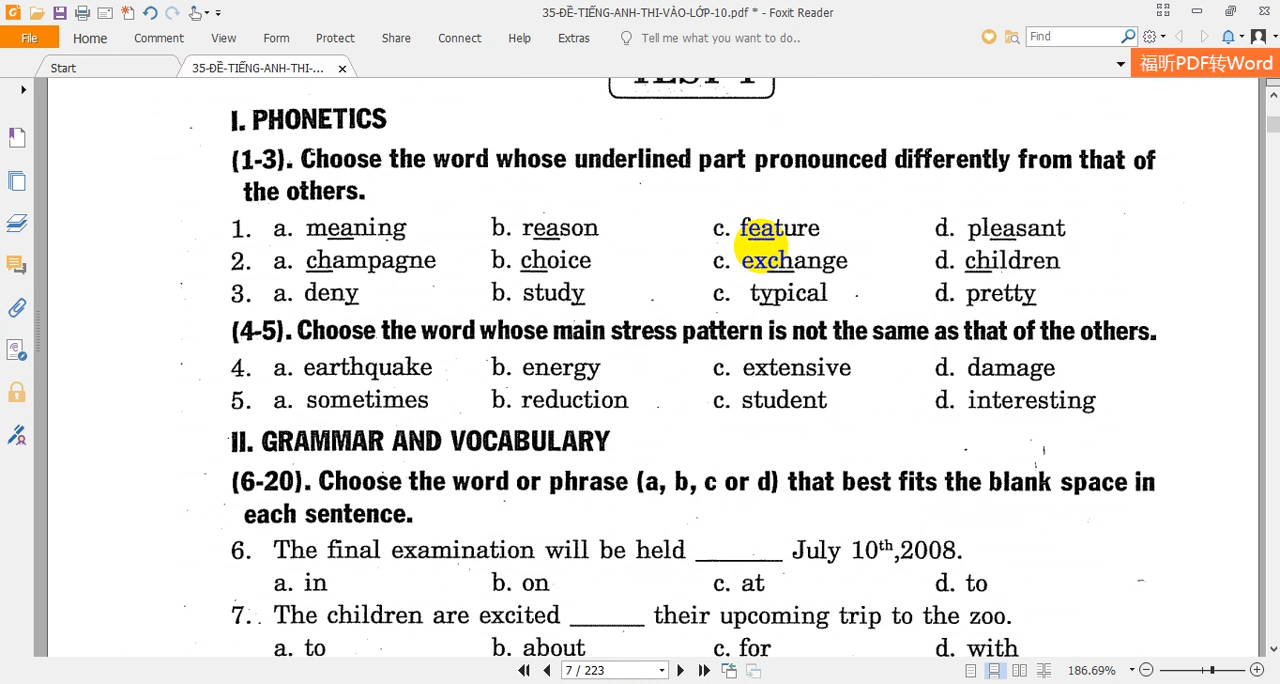 35-ĐỀ-TIẾNG-ANH-THI-VÀO-LỚP-10.pdf * - Foxit Reader
File Home Comment View Form Protect Share Connect Help Extras Tell me what you want to do.. Find
Start 35-ĐỀ-TIẾNG-ANH-THI-... 福昕PDF转Word
I. PHONETICS
(1-3). Choose the word whose underlined part pronounced differently from that of
the others.
1. a. meaning b. reason c. feature d. pleasant
2. a. champagne b. choice c. exchange d. children
3. a. deny b. study c. typical d. pretty
(4-5). Choose the word whose main stress pattern is not the same as that of the others.
4. a. earthquake b. energy c. extensive d. damage
5. a. sometimes b. reduction c. student d. interesting
II. GRAMMAR AND VOCABULARY
(6-20). Choose the word or phrase (a, b, c or d) that best fits the blank space in
each sentence.
6. The final examination will be held _______ July 10th,2008.
a. in b. on c. at d. to
7. The children are excited ______ their upcoming trip to the zoo.
a. to b. about c. for d. with
7 / 223 186.69%